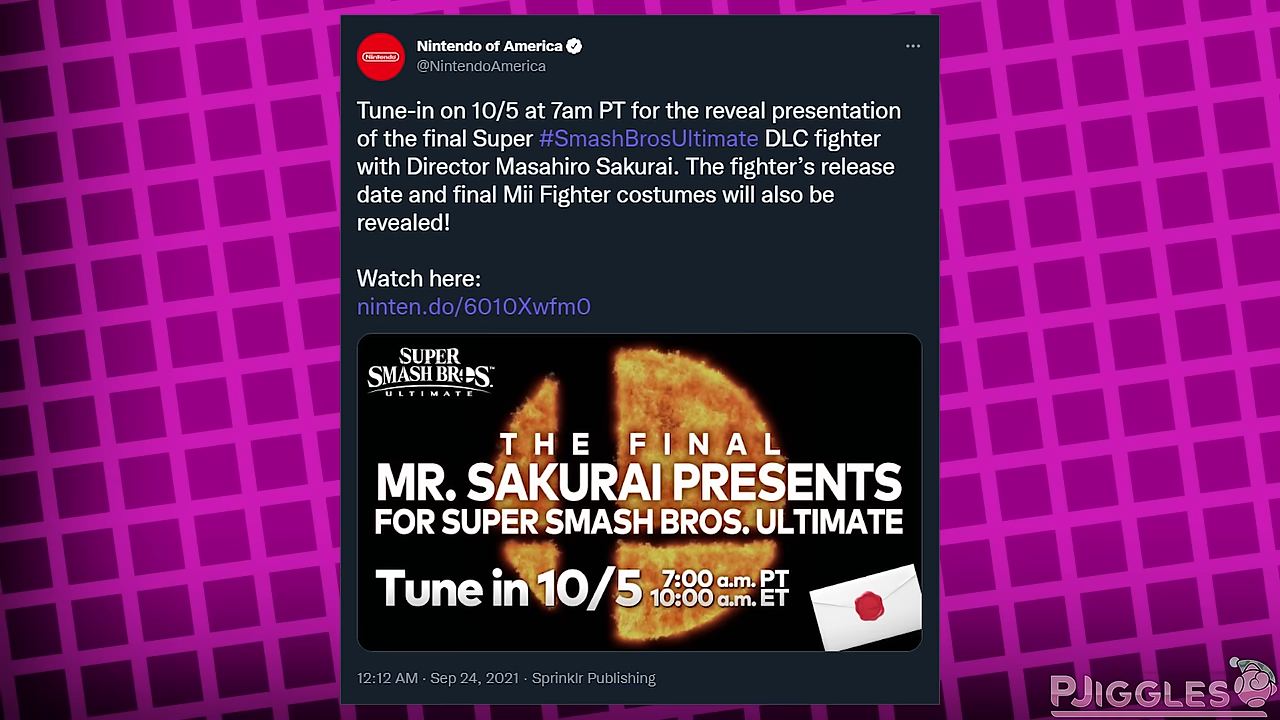 Nintendo of America
@NintendoAmerica
Nintendo
Tune-in on 10/5 at 7am PT for the reveal presentation
of the final Super #SmashBrosUltimate DLC fighter
with Director Masahiro Sakurai. The fighter's release
date and final Mii Fighter costumes will also be
revealed!
Watch here:
ninten.do/6010Xwfm0
SUPER
SMASH BROS.™
ULTIMATE
THE FINAL
MR. SAKURAI PRESENTS
FOR SUPER SMASH BROS. ULTIMATE
Tune in 10/5 7:00 a.m. PT
10:00 a.m. ET
12:12 AM · Sep 24, 2021 · Sprinklr Publishing
PJIGGLES